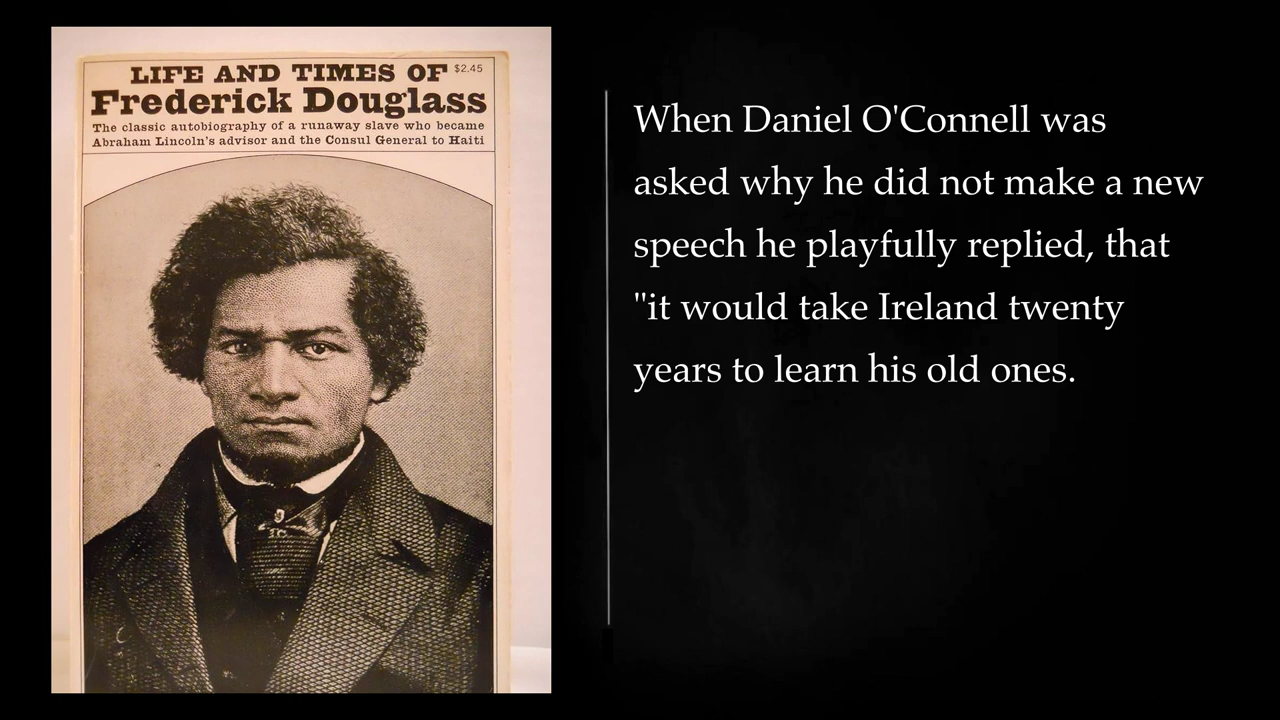 LIFE AND TIMES OF $2.45
Frederick Douglass
The classic autobiography of a runaway slave who became
Abraham Lincoln's advisor and the Consul General to Haiti
When Daniel O'Connell was
asked why he did not make a new
speech he playfully replied, that
"it would take Ireland twenty
years to learn his old ones.